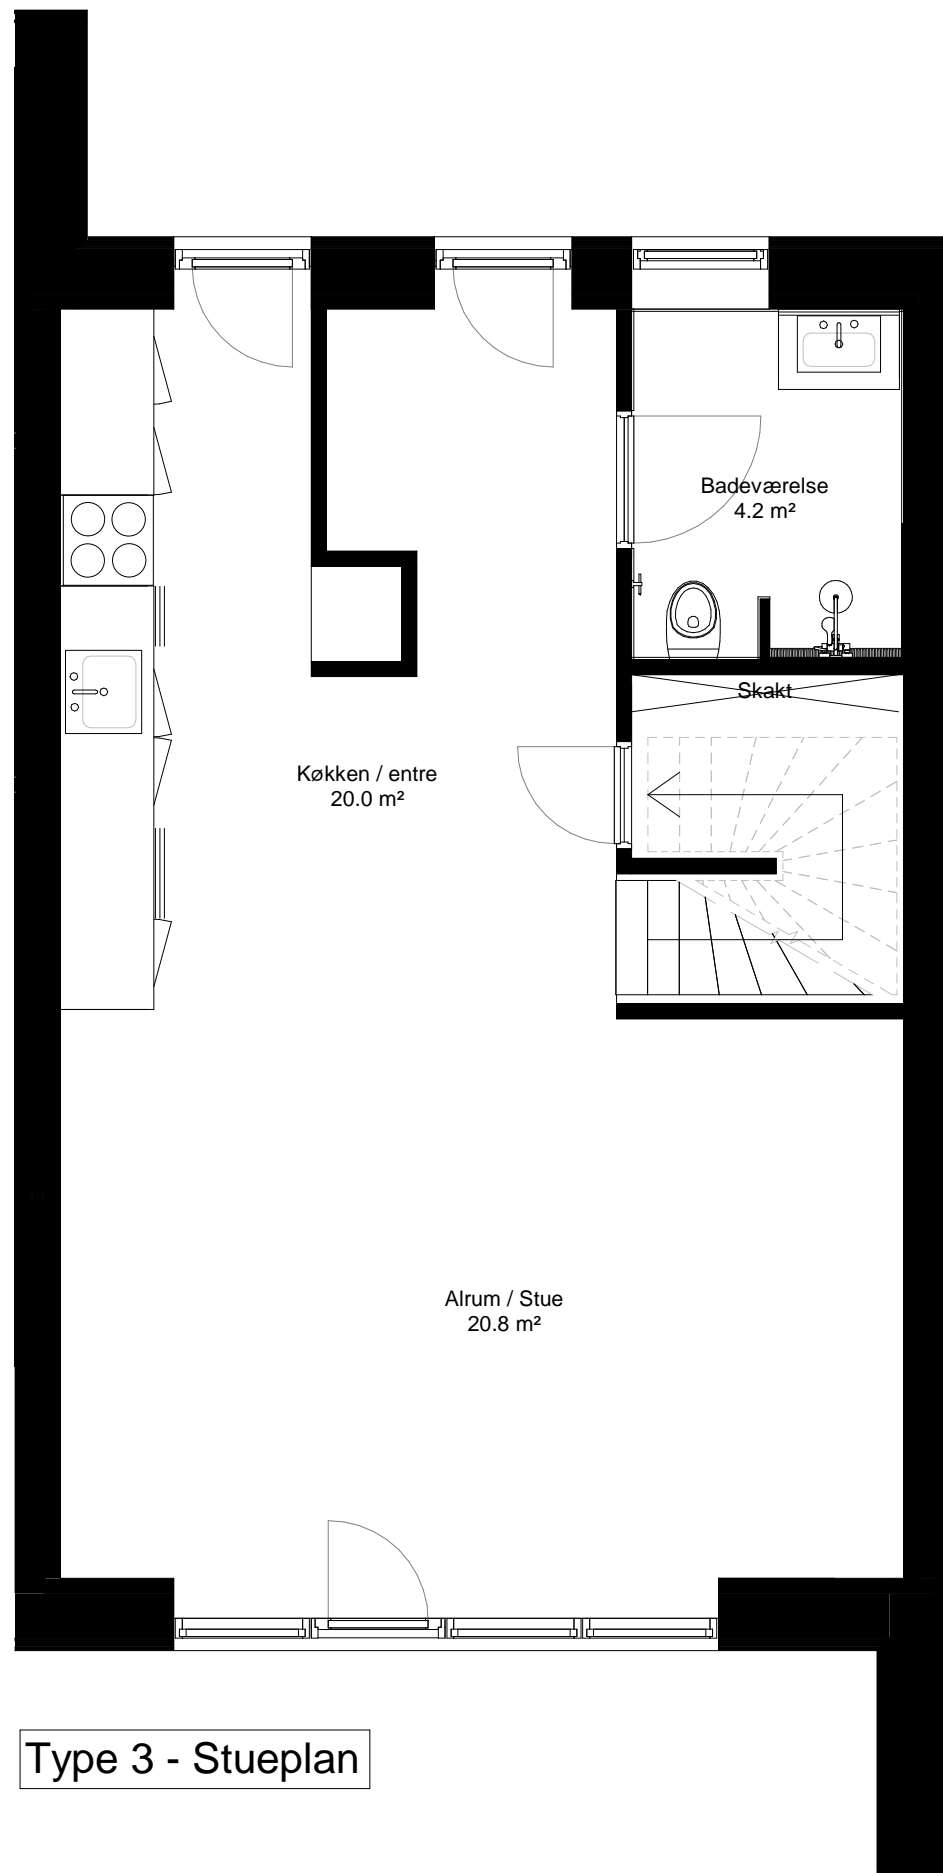 Badeværelse
4.2 m²
Skakt
Køkken / entre
20.0 m²
Alrum / Stue
20.8 m²
Type 3 - Stueplan